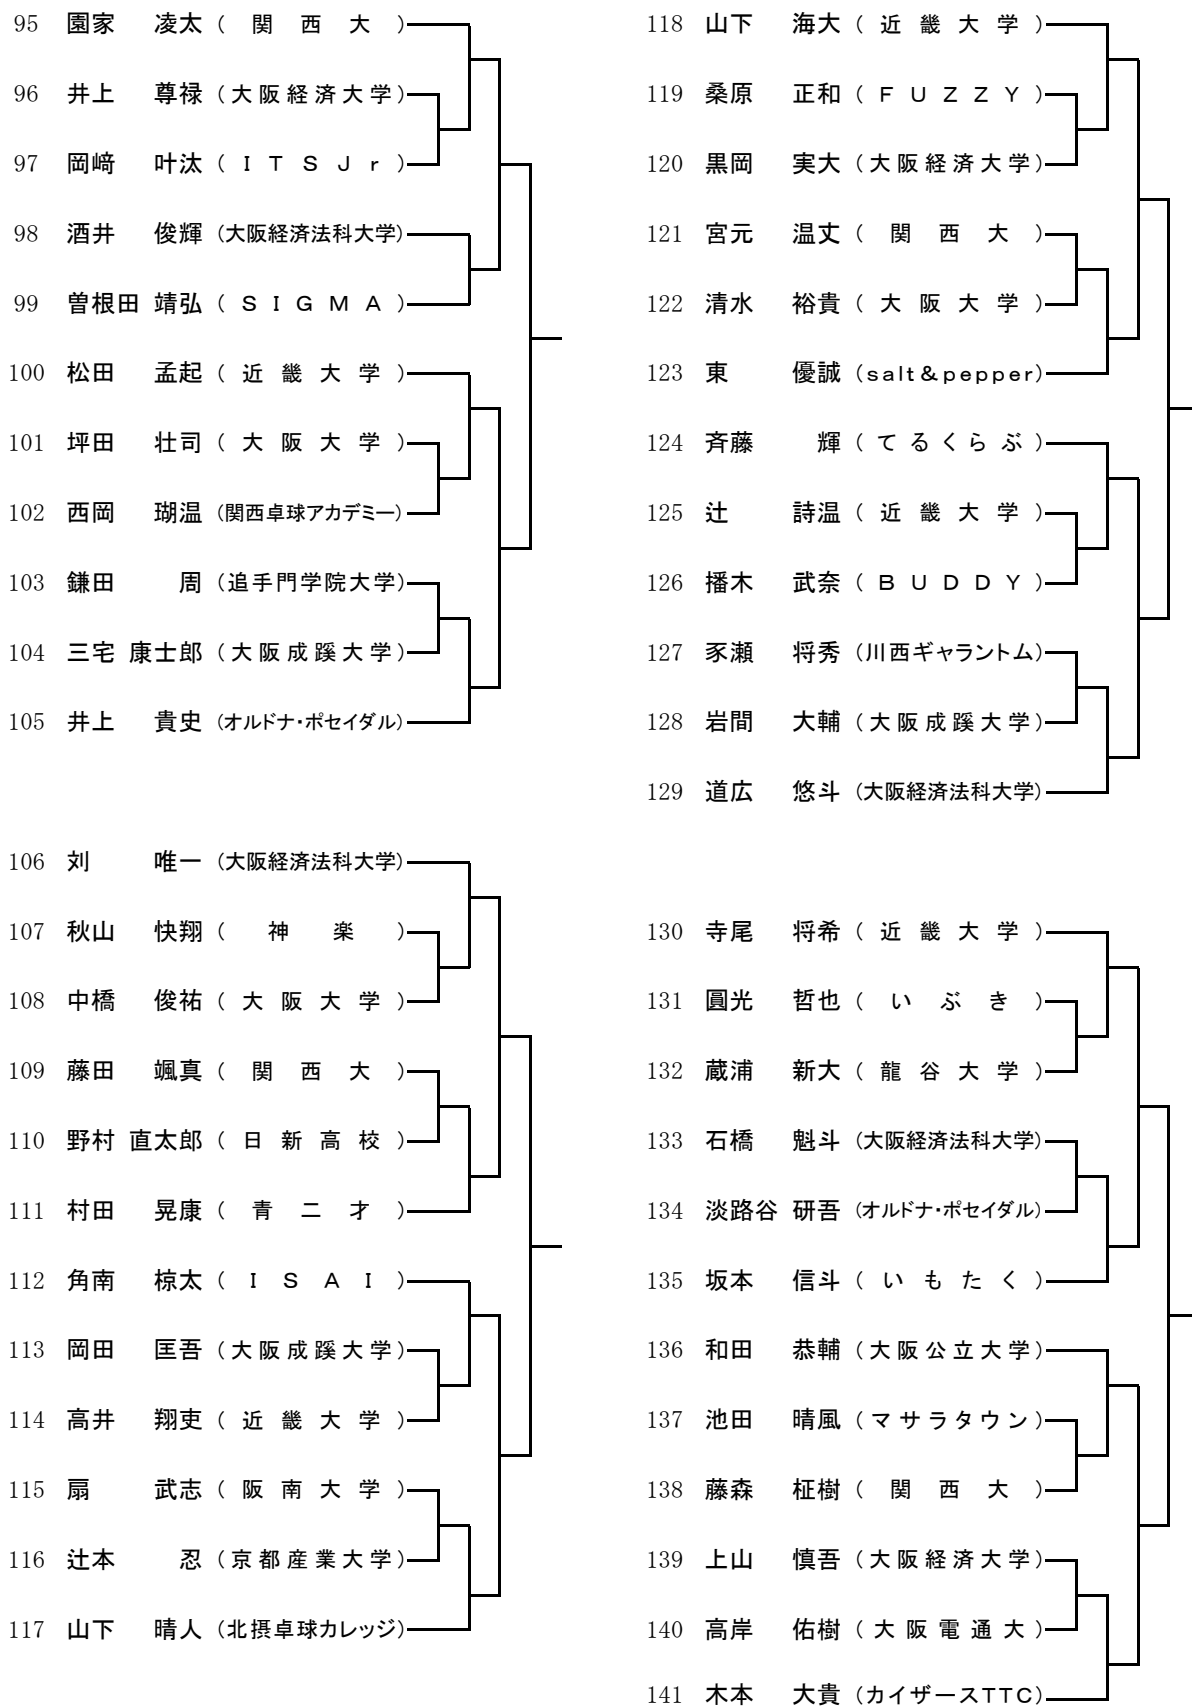 95 園家 凌太 ( 関西大 )
96 井上 尊禄 (大阪経済大学)
97 岡﨑 叶汰 ( ITSJr )
98 酒井 俊輝 (大阪経済法科大学)
99 曽根田 靖弘 ( SIGMA )
100 松田 孟起 ( 近畿大学 )
101 坪田 壮司 ( 大阪大学 )
102 西岡 瑚温 (関西卓球アカデミー)
103 鎌田 周 (追手門学院大学)
104 三宅 康士郎 (大阪成蹊大学)
105 井上 貴史 (オルドナ・ポセイダル)
106 刘 唯一 (大阪経済法科大学)
107 秋山 快翔 ( 神楽 )
108 中橋 俊祐 ( 大阪大学 )
109 藤田 颯真 ( 関西大 )
110 野村 直太郎 ( 日新高校 )
111 村田 晃康 ( 青二才 )
112 角南 椋太 ( ISAI )
113 岡田 匡吾 (大阪成蹊大学)
114 高井 翔吏 ( 近畿大学 )
115 扇 武志 ( 阪南大学 )
116 辻本 忍 (京都産業大学)
117 山下 晴人 (北摂卓球カレッジ)
118 山下 海大 ( 近畿大学 )
119 桑原 正和 ( FUZZY )
120 黒岡 実大 (大阪経済大学)
121 宮元 温丈 ( 関西大 )
122 清水 裕貴 ( 大阪大学 )
123 東 優誠 (salt&pepper)
124 斉藤 輝 ( てるくらぶ )
125 辻 詩温 ( 近畿大学 )
126 播木 武奈 ( BUDDY )
127 豕瀬 将秀 (川西ギャラントム)
128 岩間 大輔 (大阪成蹊大学)
129 道広 悠斗 (大阪経済法科大学)
130 寺尾 将希 ( 近畿大学 )
131 圓光 哲也 ( いぶき )
132 蔵浦 新大 ( 龍谷大学 )
133 石橋 魁斗 (大阪経済法科大学)
134 淡路谷 研吾 (オルドナ・ポセイダル)
135 坂本 信斗 ( いもたく )
136 和田 恭輔 (大阪公立大学)
137 池田 晴風 (マサラタウン)
138 藤森 柾樹 ( 関西大 )
139 上山 慎吾 (大阪経済大学)
140 高岸 佑樹 ( 大阪電通大 )
141 木本 大貴 (カイザースTTC)